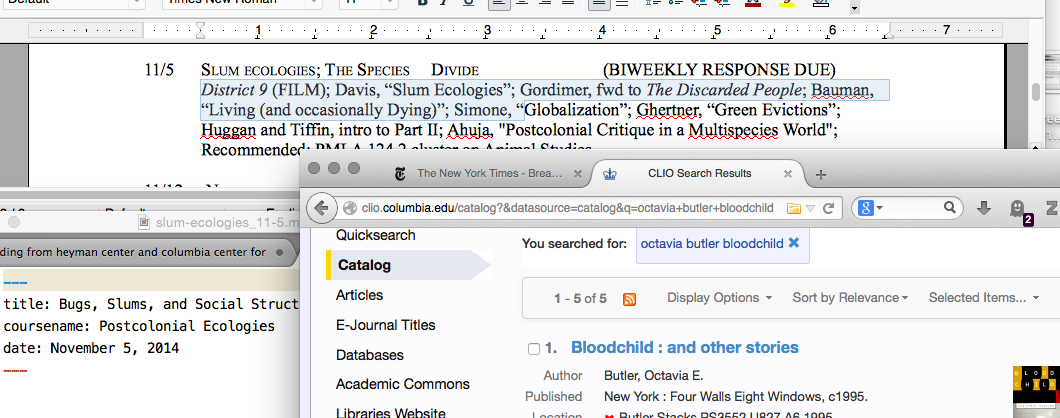 Default
Times New Roman
B
1 2 3 4 5 6 7
11/5 SLUM ECOLOGIES; THE SPECIES DIVIDE (BIWEEKLY RESPONSE DUE)
District 9 (FILM); Davis, “Slum Ecologies”; Gordimer, fwd to The Discarded People; Bauman,
“Living (and occasionally Dying)”; Simone, “Globalization”; Ghertner, “Green Evictions”;
Huggan and Tiffin, intro to Part II; Ahuja, "Postcolonial Critique in a Multispecies World";
Recommended: PMLA 124.2 cluster on Animal Studies
11/12
slum-ecologies_11-5.m
ding from heyman center and columbia center for
---
title: Bugs, Slums, and Social Struct
coursename: Postcolonial Ecologies
date: November 5, 2014
---
The New York Times - Brea...
CLIO Search Results
clio.columbia.edu/catalog?&datasource=catalog&q=octavia+butler+bloodchild
8
2
Z
Quicksearch
Catalog
Articles
E-Journal Titles
Databases
Academic Commons
Libraries Website
You searched for: octavia butler bloodchild
1 - 5 of 5
Display Options
Sort by Relevance
Selected Items...
1. Bloodchild : and other stories
Author Butler, Octavia E.
Published New York : Four Walls Eight Windows, c1995.
Location Butler Stacks PS3552.U827 A6 1995
BLOOD
CHILD